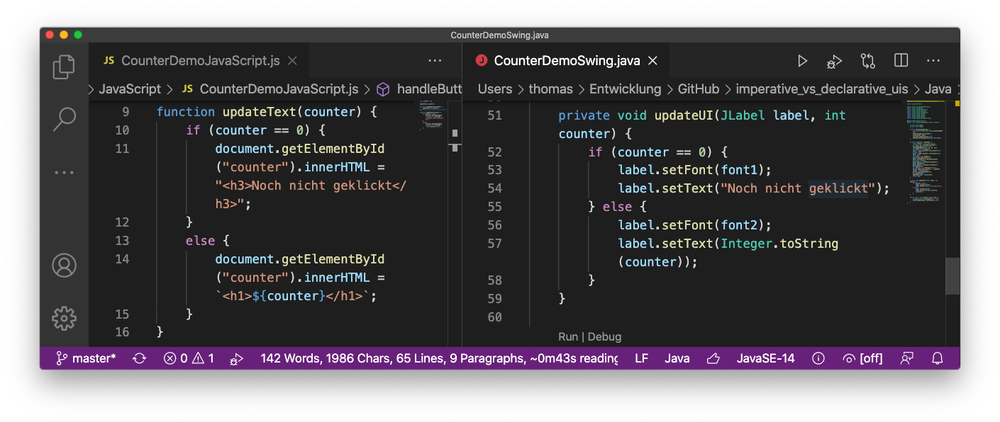 CounterDemoSwing.java
JS CounterDemoJavaScript.js
JavaScript > JS CounterDemoJavaScript.js > handleButt
9 function updateText(counter) {
10 if (counter == 0) {
11 document.getElementById
("counter").innerHTML =
"<h3>Noch nicht geklickt</
h3>";
12 }
13 else {
14 document.getElementById
("counter").innerHTML =
`<h1>${counter}</h1>`;
15 }
16 }
J CounterDemoSwing.java
Users > thomas > Entwicklung > GitHub > imperative_vs_declarative_uis > Java >
51 private void updateUI(JLabel label, int
counter) {
52 if (counter == 0) {
53 label.setFont(font1);
54 label.setText("Noch nicht geklickt");
55 } else {
56 label.setFont(font2);
57 label.setText(Integer.toString
(counter));
58 }
59 }
60
Run | Debug
master* 0 1 142 Words, 1986 Chars, 65 Lines, 9 Paragraphs, ~0m43s reading LF Java JavaSE-14 [off]